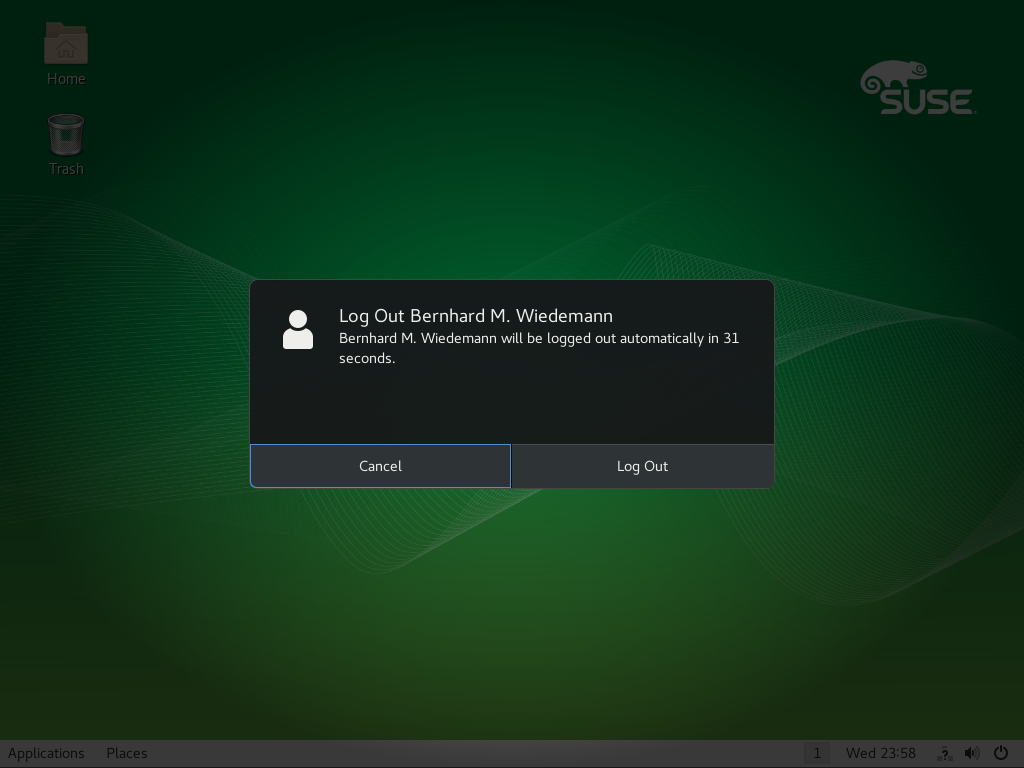 Home
Trash
SUSE
Log Out Bernhard M. Wiedemann
Bernhard M. Wiedemann will be logged out automatically in 31
seconds.
Cancel
Log Out
Applications
Places
1
Wed 23:58
?